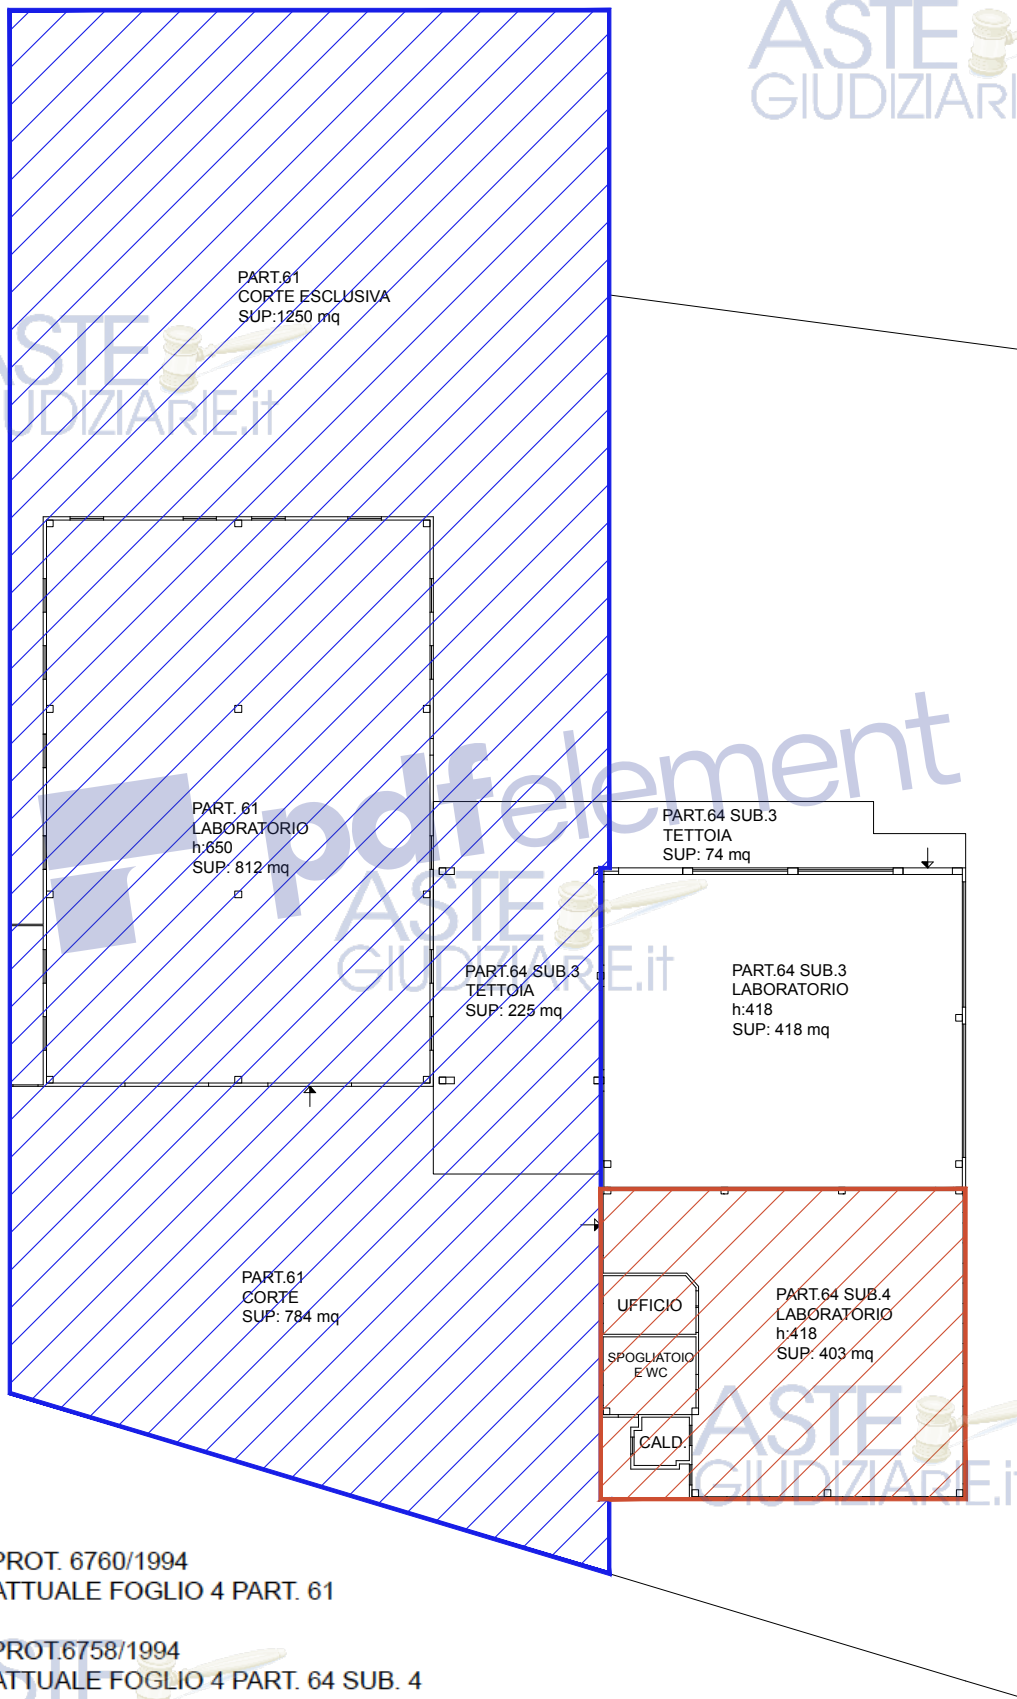 ASTE
GIUDIZIARI
PART.61
CORTE ESCLUSIVA
SUP:1250 mq
ASTE
UDIZIARIE.it
pdfelement
PART. 61
LABORATORIO
h:650
SUP: 812 mq
PART.64 SUB.3
TETTOIA
SUP: 74 mq
ASTE
GIUDIZIARIE.it
PART.64 SUB.3
TETTOIA
SUP: 225 mq
PART.64 SUB.3
LABORATORIO
h:418
SUP: 418 mq
PART.61
CORTE
SUP: 784 mq
UFFICIO
SPOGLIATOIO
E WC
CALD.
PART.64 SUB.4
LABORATORIO
h:418
SUP: 403 mq
ASTE
GIUDIZIARIE.it
PROT. 6760/1994
ATTUALE FOGLIO 4 PART. 61
PROT.6758/1994
ATTUALE FOGLIO 4 PART. 64 SUB. 4
STE